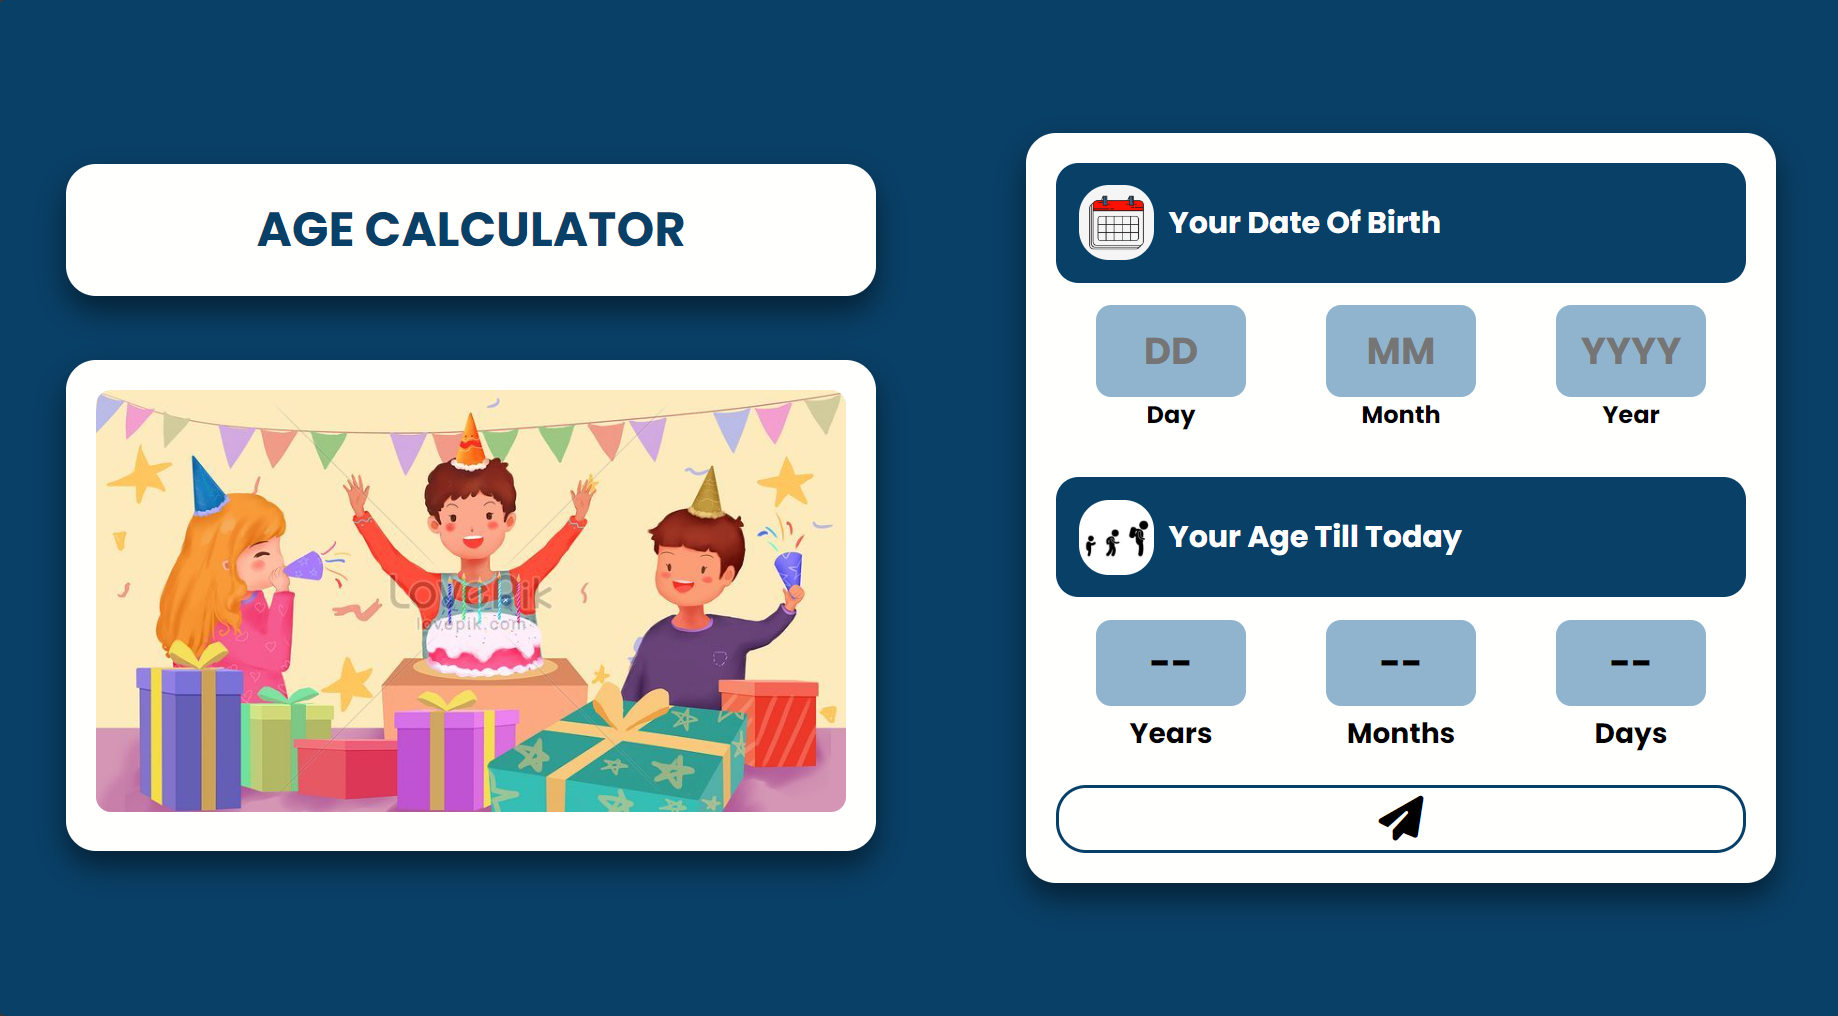 AGE CALCULATOR
LovePik
lovepik.com
Your Date Of Birth
DD MM YYYY
Day Month Year
Your Age Till Today
-- -- --
Years Months Days